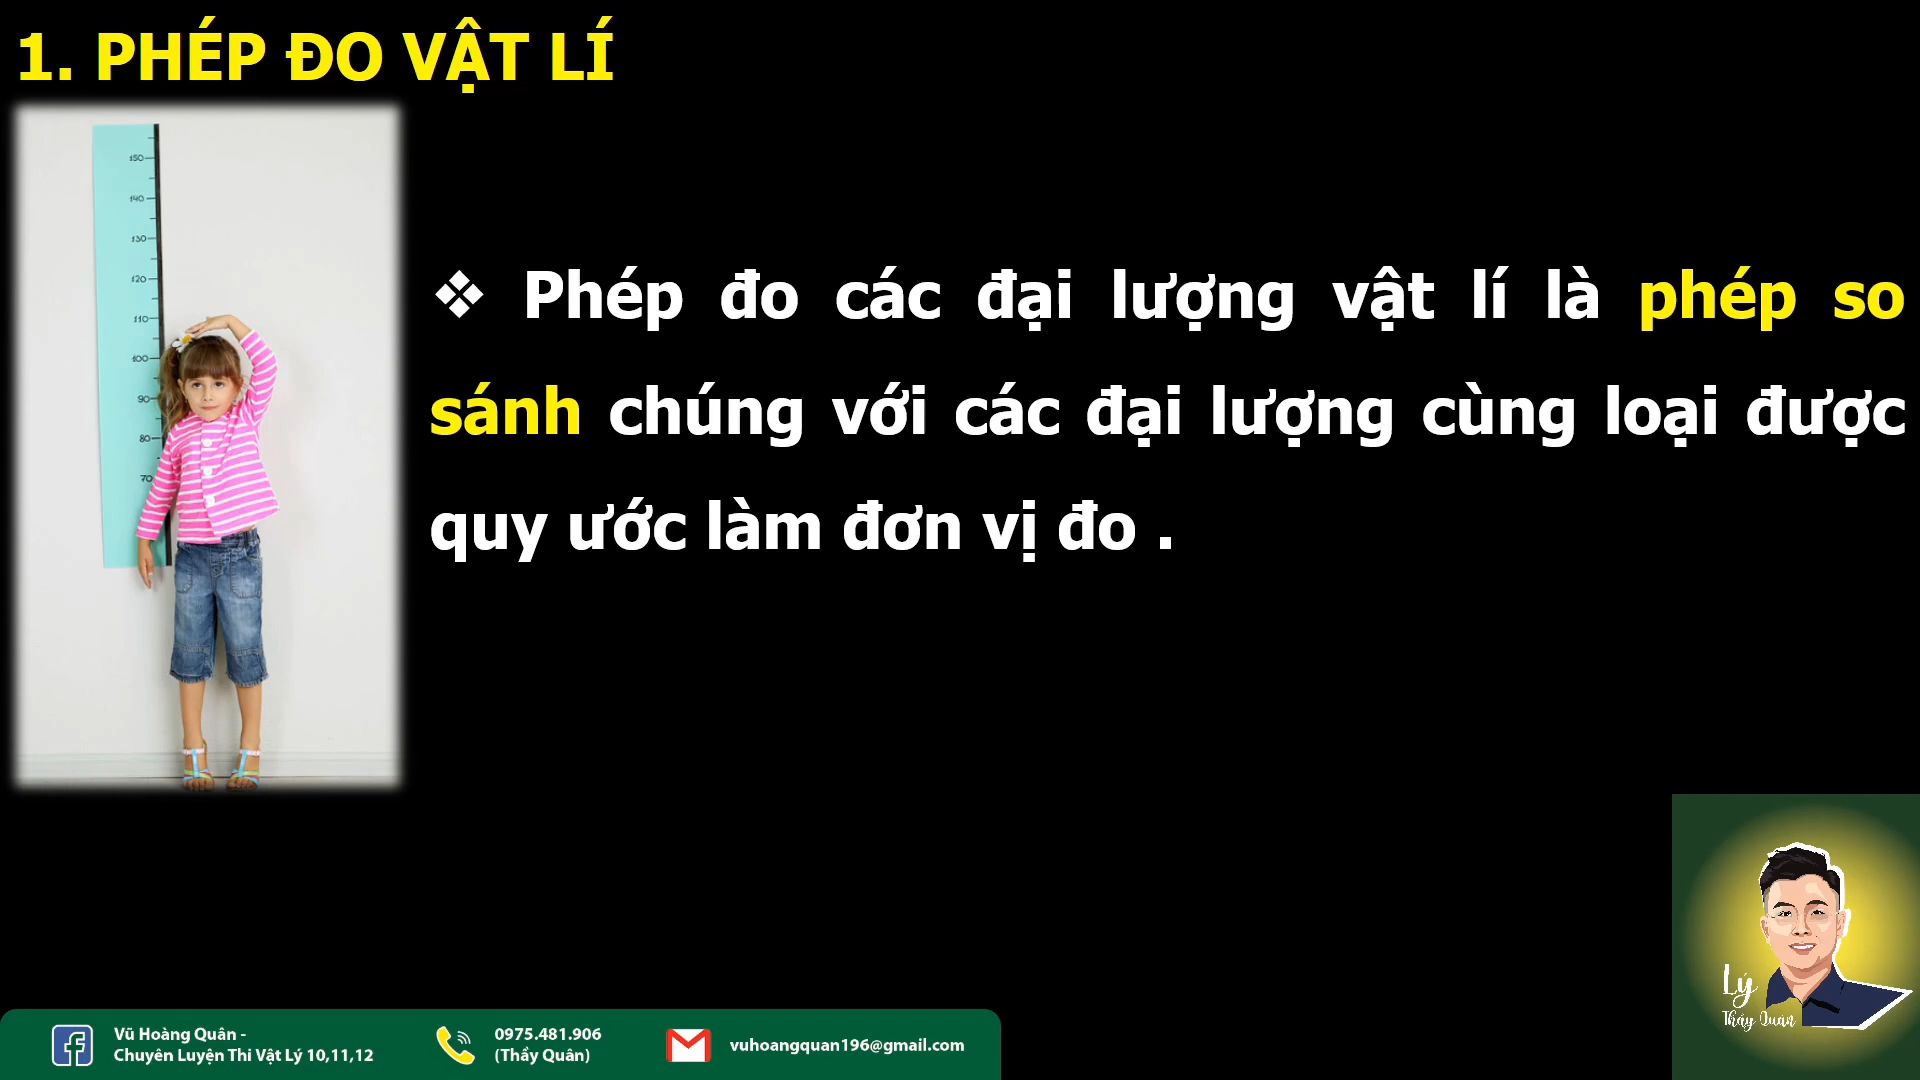 1. PHÉP ĐO VẬT LÍ
150
140
130
120
110
100
90
80
70
❖ Phép đo các đại lượng vật lí là phép so
sánh chúng với các đại lượng cùng loại được
quy ước làm đơn vị đo .
Lý
Thầy Quân
Vũ Hoàng Quân -
Chuyên Luyện Thi Vật Lý 10,11,12
0975.481.906
(Thầy Quân)
vuhoangquan196@gmail.com